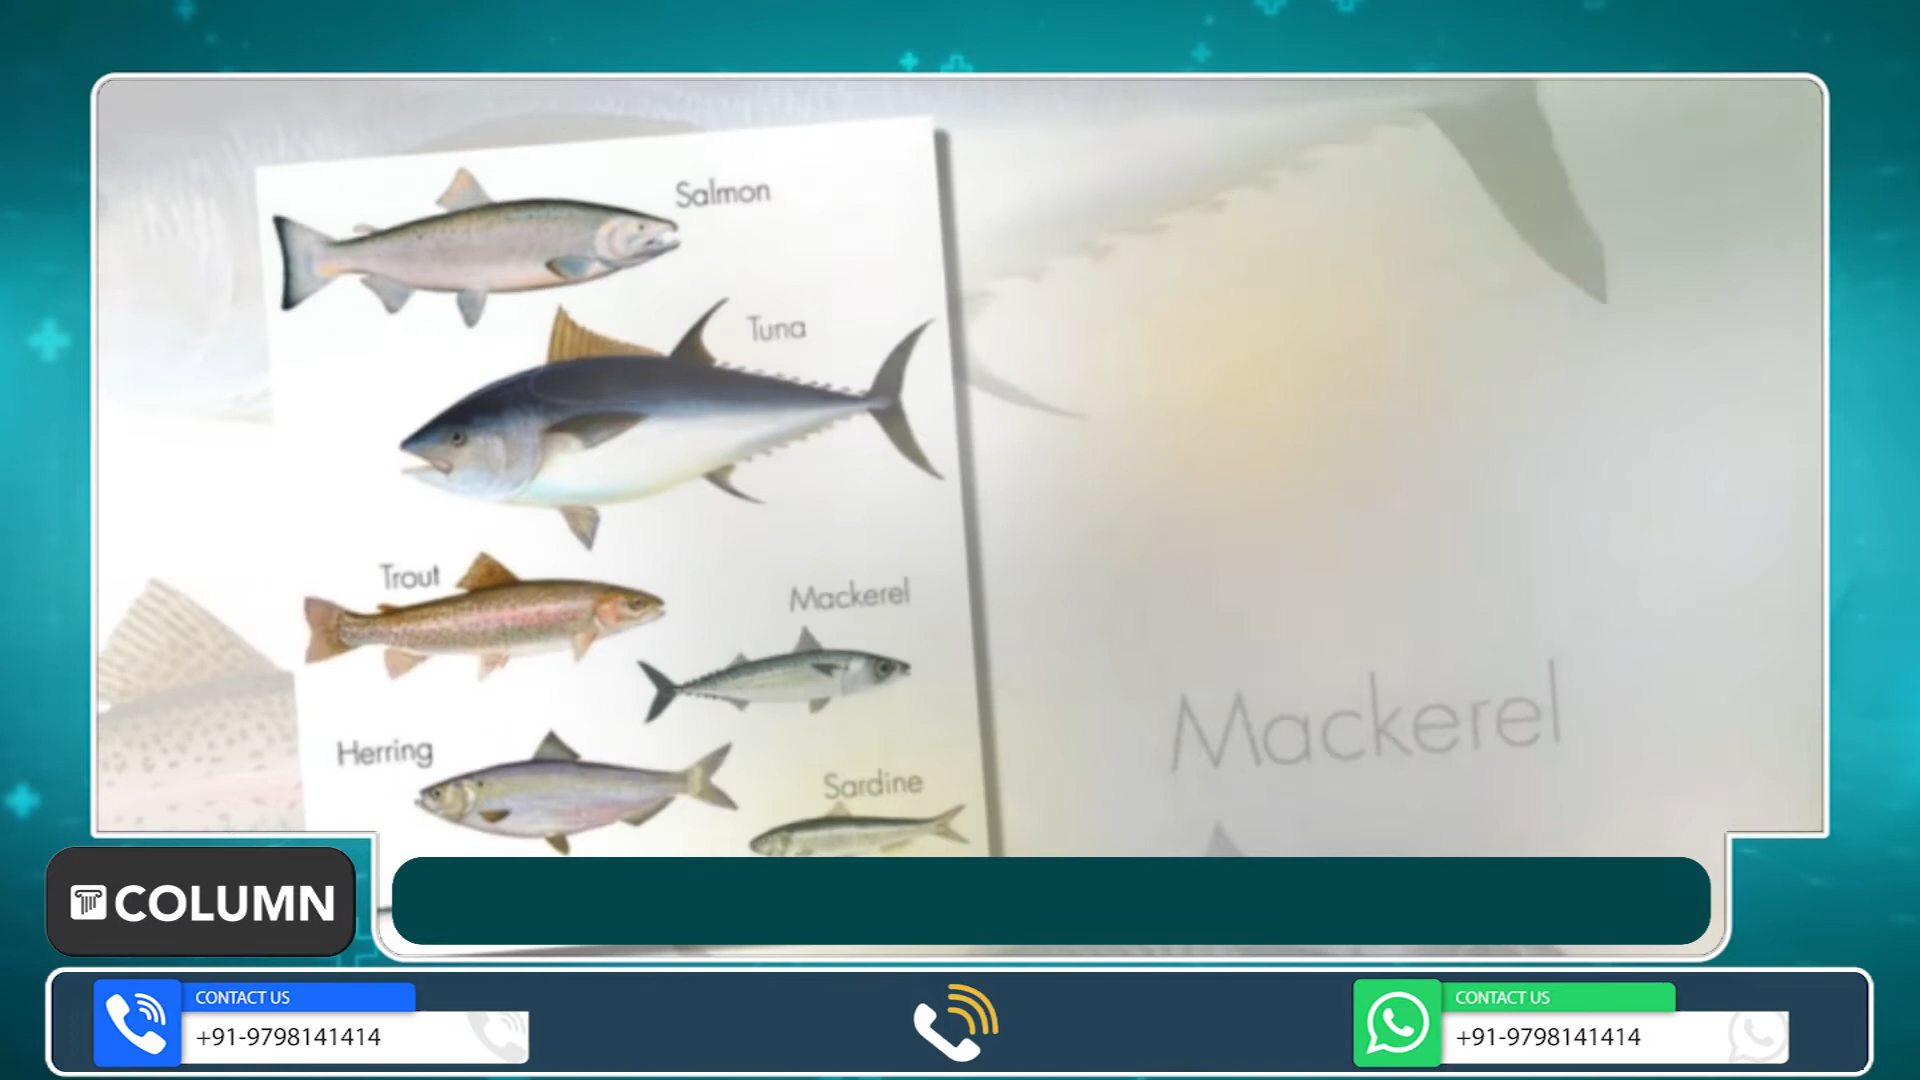 Salmon
Tuna
Trout
Mackerel
Herring
Sardine
Mackerel
COLUMN
CONTACT US
+91-9798141414
CONTACT US
+91-9798141414